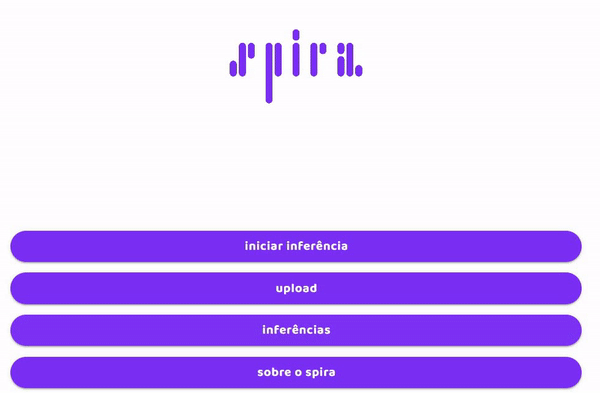 spira
iniciar inferência
upload
inferências
sobre o spira